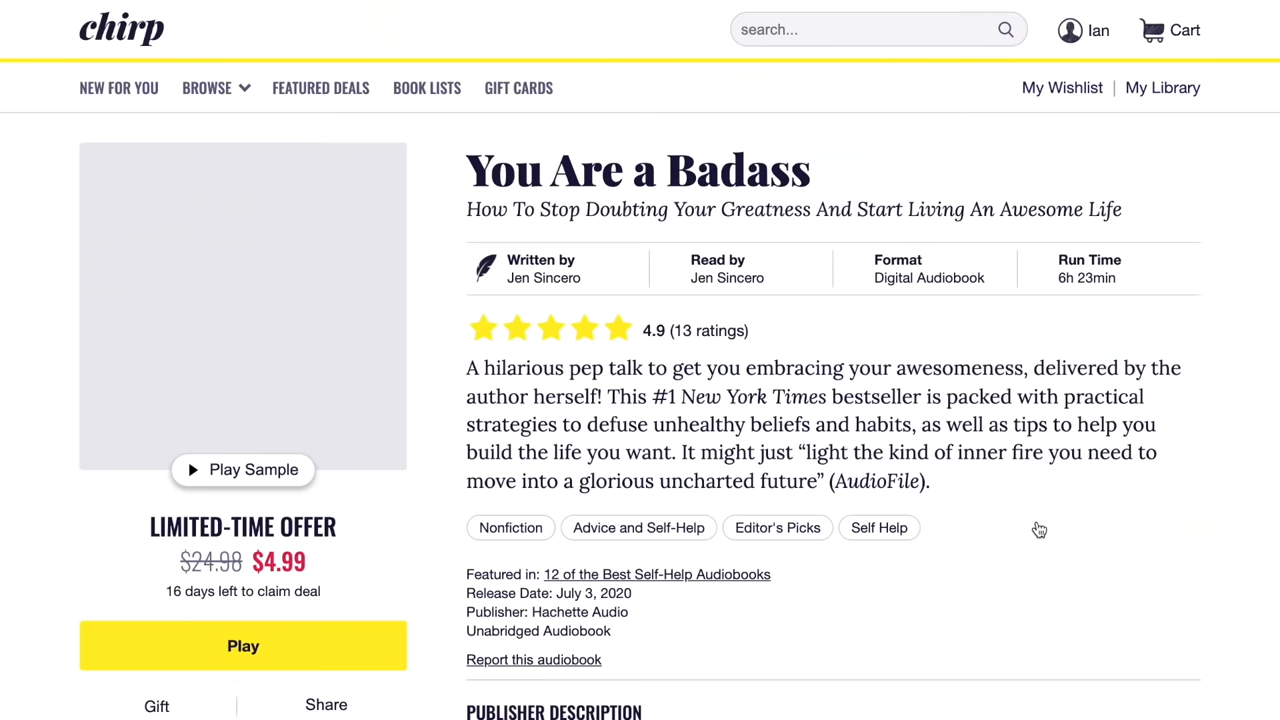 chirp
search...
Ian
Cart
NEW FOR YOU
BROWSE
FEATURED DEALS
BOOK LISTS
GIFT CARDS
My Wishlist | My Library
You Are a Badass
How To Stop Doubting Your Greatness And Start Living An Awesome Life
Written by
Jen Sincero
Read by
Jen Sincero
Format
Digital Audiobook
Run Time
6h 23min
4.9 (13 ratings)
A hilarious pep talk to get you embracing your awesomeness, delivered by the
author herself! This #1 New York Times bestseller is packed with practical
strategies to defuse unhealthy beliefs and habits, as well as tips to help you
build the life you want. It might just “light the kind of inner fire you need to
move into a glorious uncharted future” (AudioFile).
Nonfiction
Advice and Self-Help
Editor's Picks
Self Help
Featured in: 12 of the Best Self-Help Audiobooks
Release Date: July 3, 2020
Publisher: Hachette Audio
Unabridged Audiobook
Report this audiobook
PUBLISHER DESCRIPTION
Play Sample
LIMITED-TIME OFFER
$24.98 $4.99
16 days left to claim deal
Play
Gift
Share